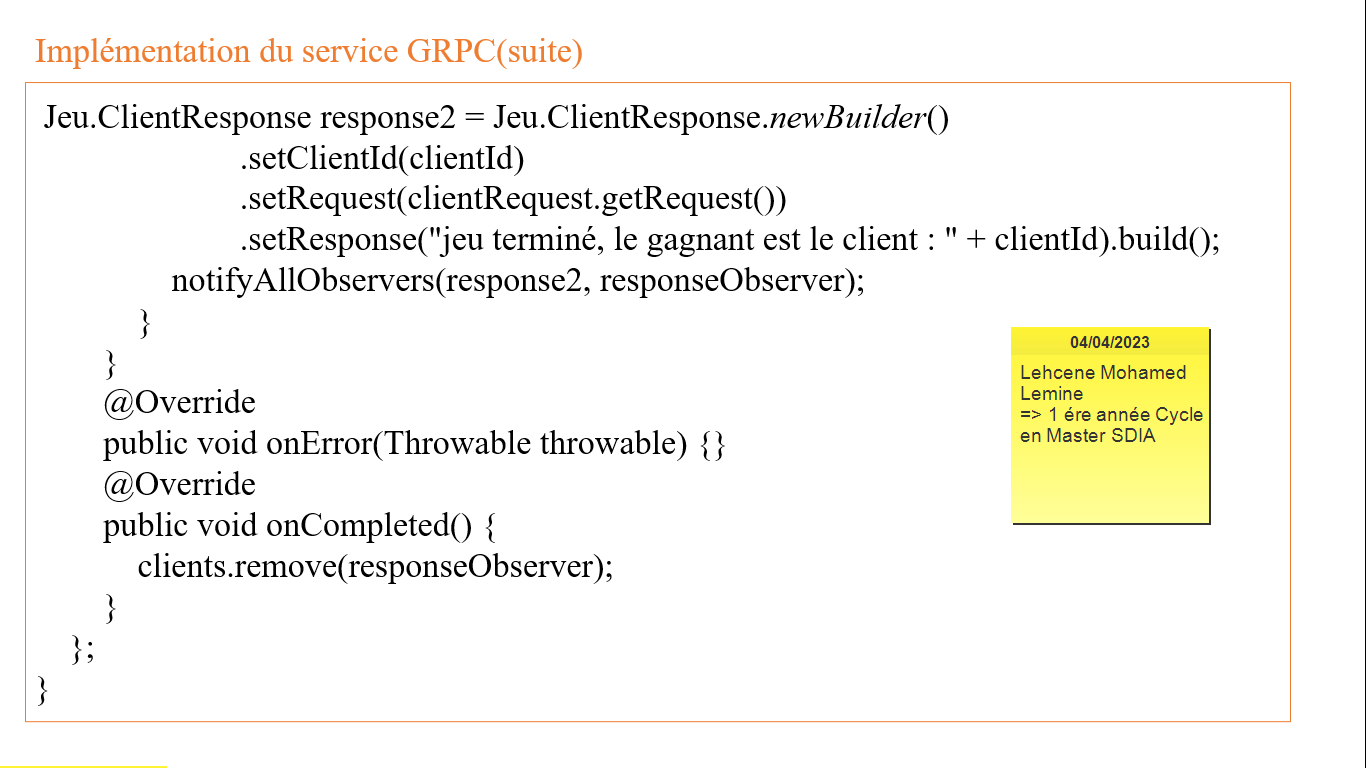 Implémentation du service GRPC(suite)
Jeu.ClientResponse response2 = Jeu.ClientResponse.newBuilder()
.setClientId(clientId)
.setRequest(clientRequest.getRequest())
.setResponse("jeu terminé, le gagnant est le client : " + clientId).build();
notifyAllObservers(response2, responseObserver);
}
}
@Override
public void onError(Throwable throwable) {}
@Override
public void onCompleted() {
clients.remove(responseObserver);
}
};
}
04/04/2023
Lehcene Mohamed
Lemine
=> 1 ére année Cycle
en Master SDIA